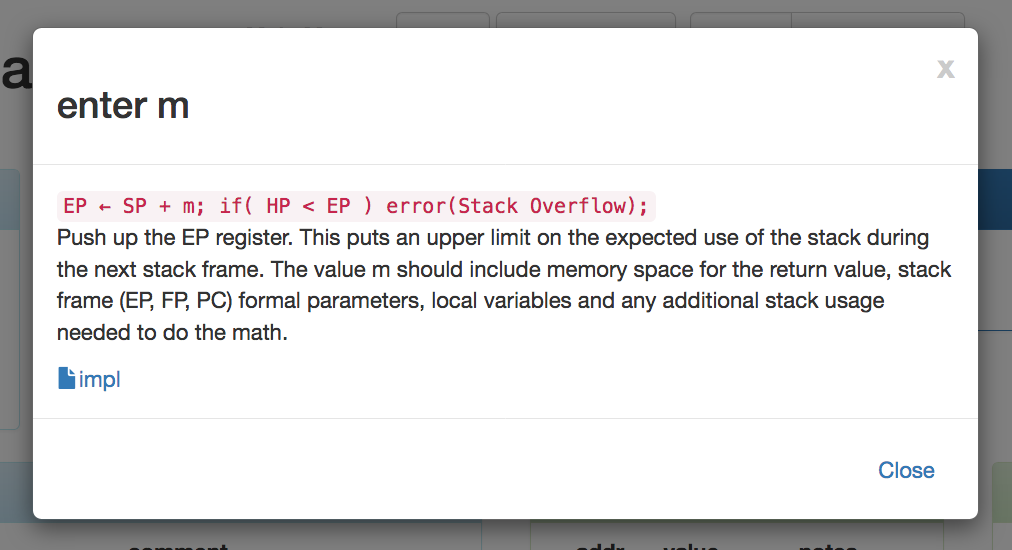 a
x
enter m
EP ← SP + m; if( HP < EP ) error(Stack Overflow);
Push up the EP register. This puts an upper limit on the expected use of the stack during
the next stack frame. The value m should include memory space for the return value, stack
frame (EP, FP, PC) formal parameters, local variables and any additional stack usage
needed to do the math.
impl
Close
comment addr value notes